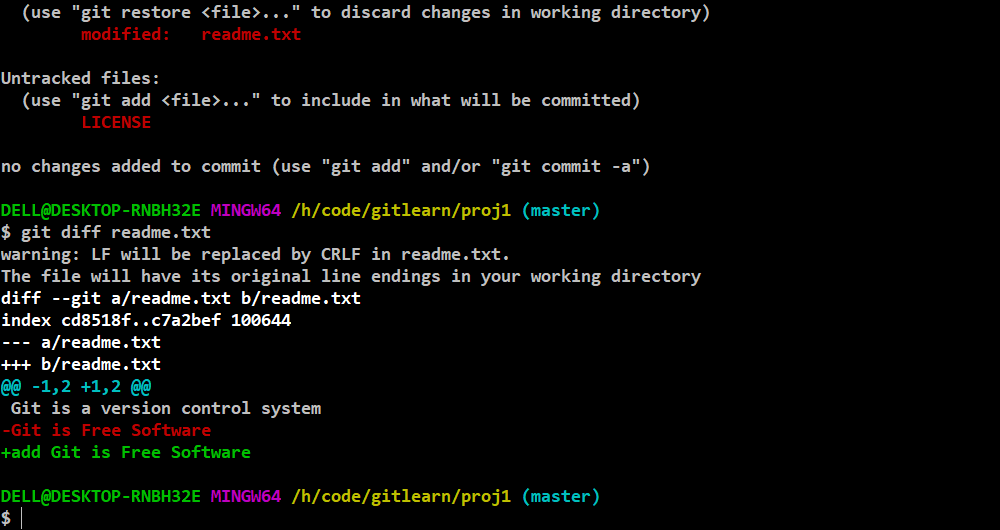 (use "git restore <file>..." to discard changes in working directory)
modified:   readme.txt
Untracked files:
(use "git add <file>..." to include in what will be committed)
LICENSE
no changes added to commit (use "git add" and/or "git commit -a")
DELL@DESKTOP-RNBH32E MINGW64 /h/code/gitlearn/proj1 (master)
$ git diff readme.txt
warning: LF will be replaced by CRLF in readme.txt.
The file will have its original line endings in your working directory
diff --git a/readme.txt b/readme.txt
index cd8518f..c7a2bef 100644
--- a/readme.txt
+++ b/readme.txt
@@ -1,2 +1,2 @@
Git is a version control system
-Git is Free Software
+add Git is Free Software
DELL@DESKTOP-RNBH32E MINGW64 /h/code/gitlearn/proj1 (master)
$